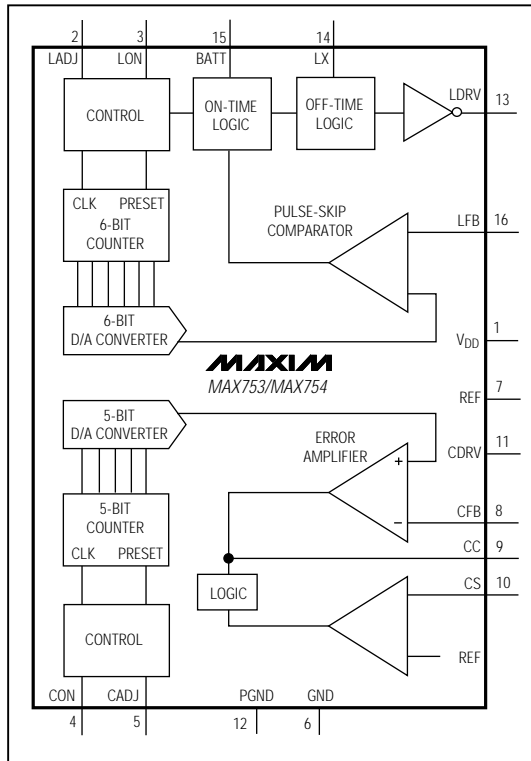 2 3 15 14
LADJ LON BATT LX
CONTROL
ON-TIME
LOGIC
OFF-TIME
LOGIC
LDRV
13
CLK PRESET
6-BIT
COUNTER
PULSE-SKIP
COMPARATOR
LFB 16
6-BIT
D/A CONVERTER
1
VDD
MAXIM
MAX753/MAX754
7
REF
5-BIT
D/A CONVERTER
ERROR
AMPLIFIER
+
−
11
CDRV
5-BIT
COUNTER
CLK PRESET
CFB 8
CC 9
LOGIC
CS 10
CONTROL
REF
CON CADJ PGND GND
4 5 12 6